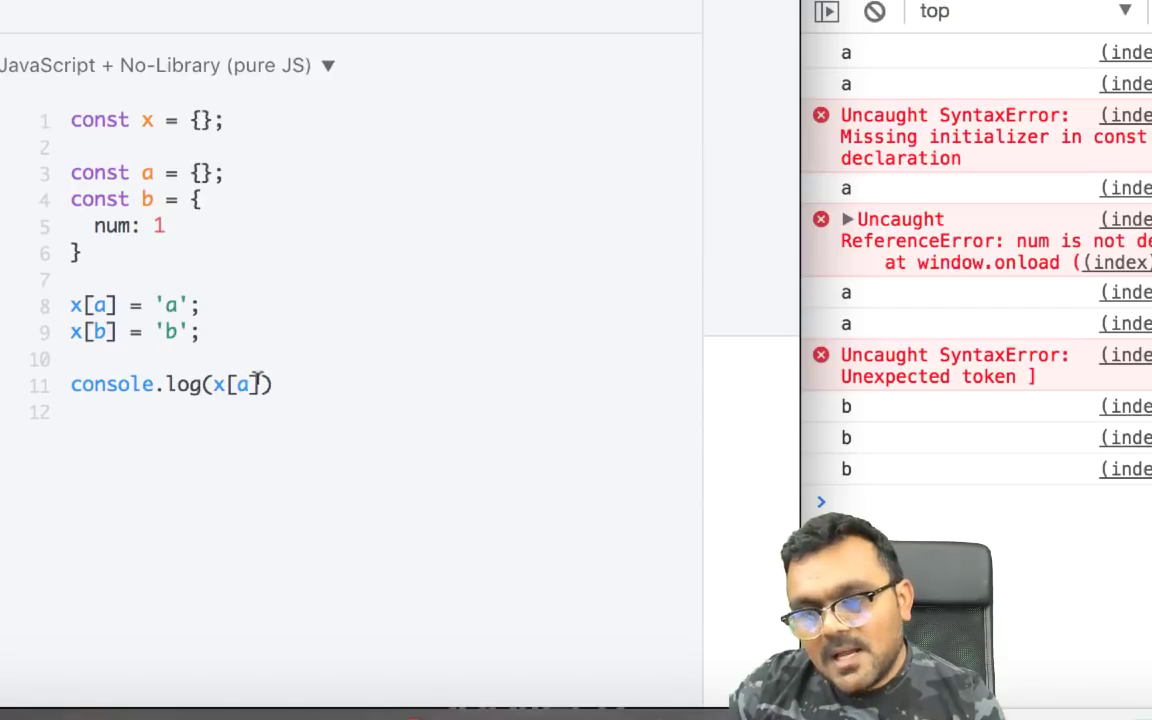 JavaScript + No-Library (pure JS) ▼
1 const x = {};
2
3 const a = {};
4 const b = {
5 num: 1
6 }
7
8 x[a] = 'a';
9 x[b] = 'b';
10
11 console.log(x[a])
12
top ▼
a (inde
a (inde
Uncaught SyntaxError: (inde
Missing initializer in const
declaration
a (inde
▶Uncaught (inde
ReferenceError: num is not de
at window.onload ((index)
a (inde
a (inde
Uncaught SyntaxError: (inde
Unexpected token ]
b (inde
b (inde
b (inde
>